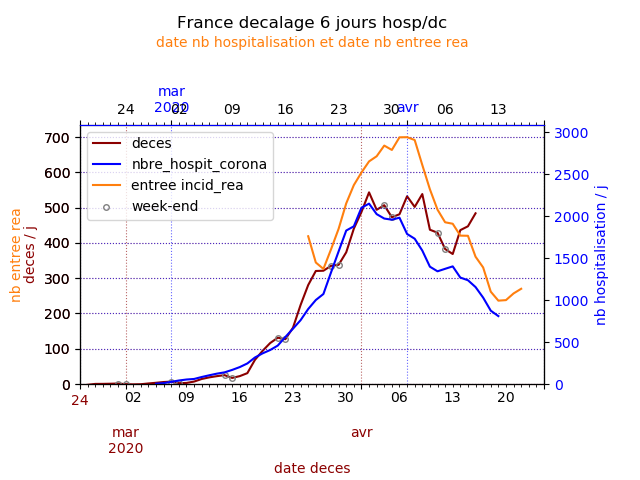 France decalage 6 jours hosp/dc
date nb hospitalisation et date nb entree rea
mar
2020
avr
24 02 09 16 23 30 06 13
deces
nbre_hospit_corona
entree incid_rea
week-end
700
600
500
400
300
200
100
0
nb entree rea
deces / j
3000
2500
2000
1500
1000
500
0
nb hospitalisation / j
24 02 09 16 23 30 06 13 20
mar
2020
avr
date deces